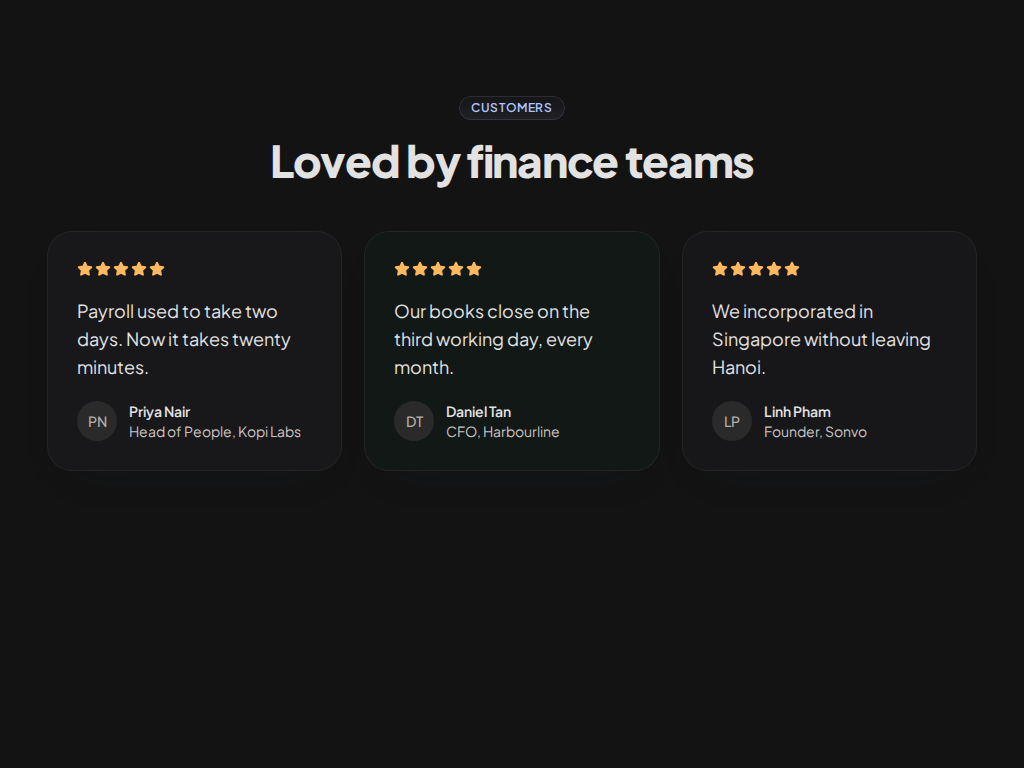 CUSTOMERS
Loved by finance teams
Payroll used to take two
days. Now it takes twenty
minutes.
PN
Priya Nair
Head of People, Kopi Labs
Our books close on the
third working day, every
month.
DT
Daniel Tan
CFO, Harbourline
We incorporated in
Singapore without leaving
Hanoi.
LP
Linh Pham
Founder, Sonvo